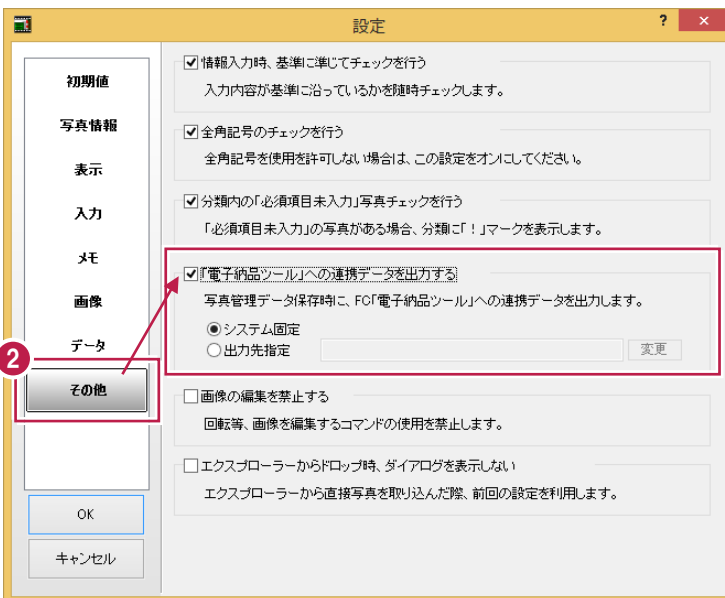 設定
? ×
初期値
写真情報
表示
入力
メモ
画像
データ
2
その他
OK
キャンセル
情報入力時、基準に準じてチェックを行う
入力内容が基準に沿っているかを随時チェックします。
全角記号のチェックを行う
全角記号を使用を許可しない場合は、この設定をオンにしてください。
分類内の「必須項目未入力」写真チェックを行う
「必須項目未入力」の写真がある場合、分類に「！」マークを表示します。
「電子納品ツール」への連携データを出力する
写真管理データ保存時に、FC「電子納品ツール」への連携データを出力します。
システム固定
出力先指定 変更
画像の編集を禁止する
回転等、画像を編集するコマンドの使用を禁止します。
エクスプローラーからドロップ時、ダイアログを表示しない
エクスプローラーから直接写真を取り込んだ際、前回の設定を利用します。